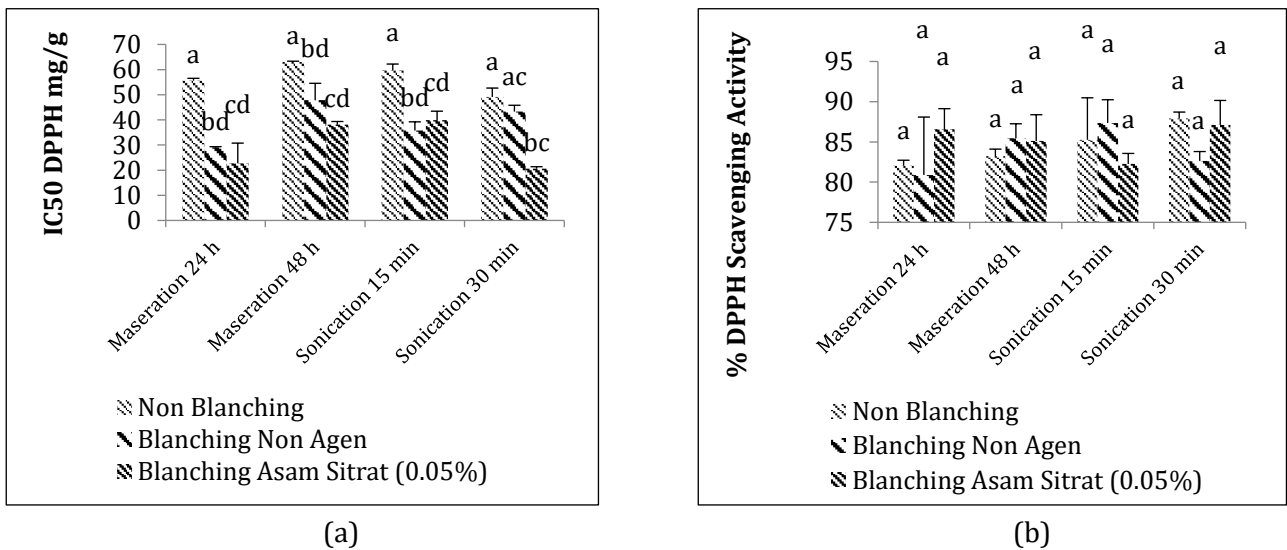 IC50 DPPH mg/g
70
60
50
40
30
20
10
0
a
bd
cd
a
bd
cd
a
bd
cd
a
ac
bc
Maseration 24 h
Maseration 48 h
Sonication 15 min
Sonication 30 min
Non Blanching
Blanching Non Agen
Blanching Asam Sitrat (0.05%)
(a)
% DPPH Scavenging Activity
95
90
85
80
75
a
a
a
a
a
a
a
a
a
a
a
a
Maseration 24 h
Maseration 48 h
Sonication 15 min
Sonication 30 min
Non Blanching
Blanching Non Agen
Blanching Asam Sitrat (0.05%)
(b)